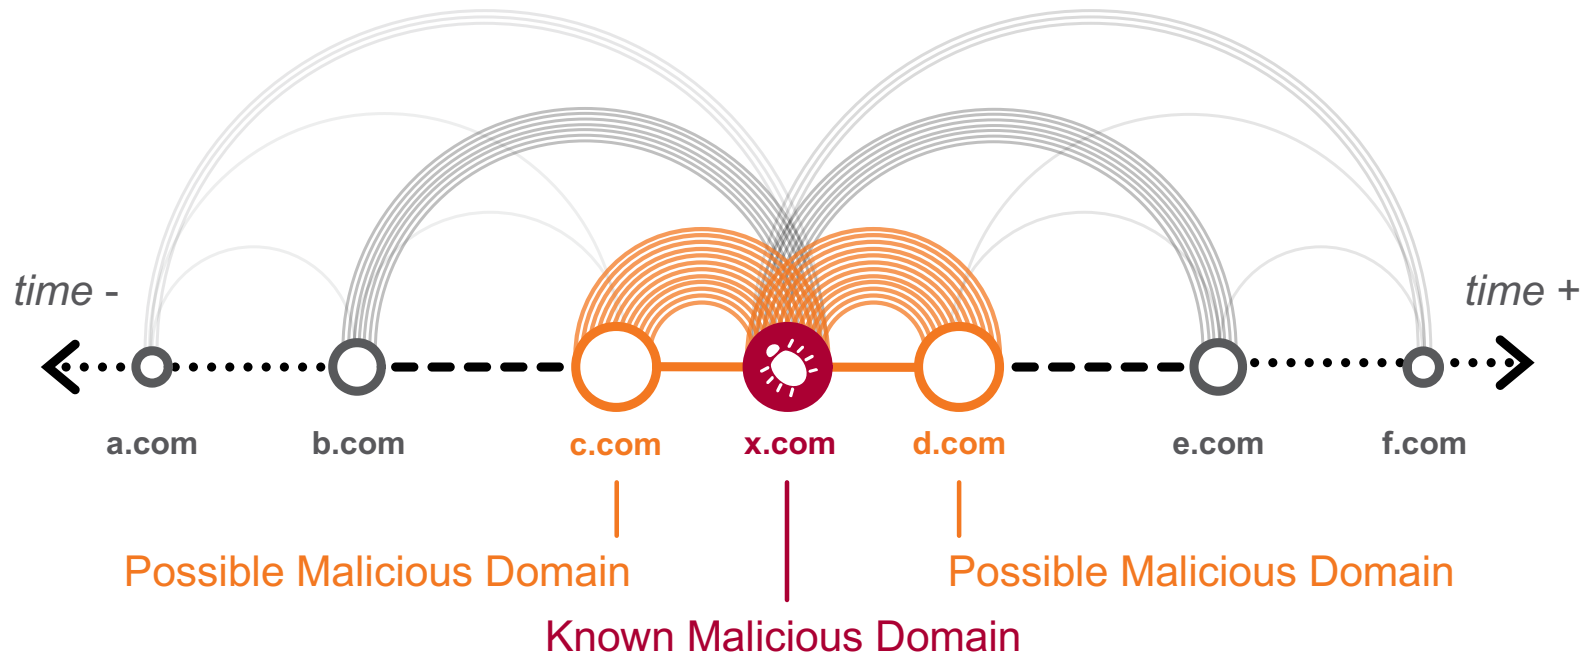 time -
time +
a.com
b.com
c.com
x.com
d.com
e.com
f.com
Possible Malicious Domain
Possible Malicious Domain
Known Malicious Domain